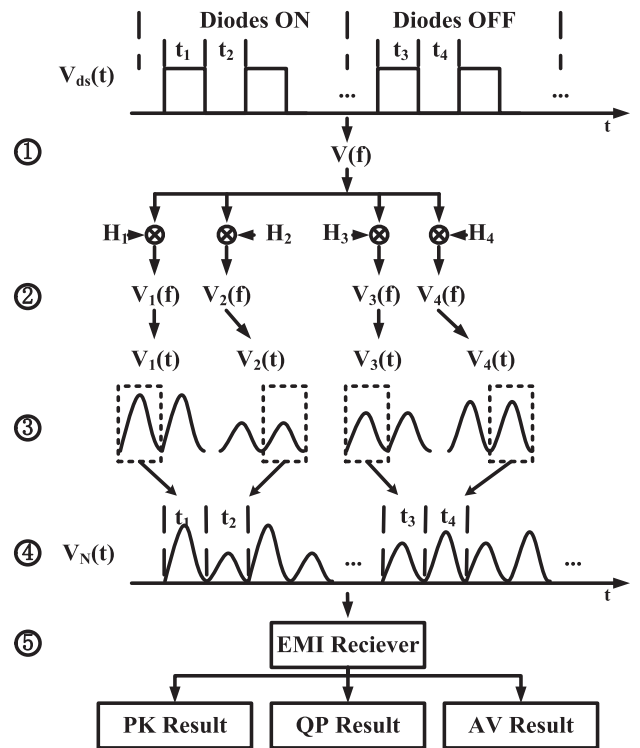 Diodes ON Diodes OFF
t1 t2 t3 t4
Vds(t)
... ...
t
① V(f)
H1 H2 H3 H4
② V1(f) V2(f) V3(f) V4(f)
V1(t) V2(t) V3(t) V4(t)
③
t1 t2 t3 t4
④ VN(t) ... ...
t
⑤ EMI Reciever
PK Result QP Result AV Result